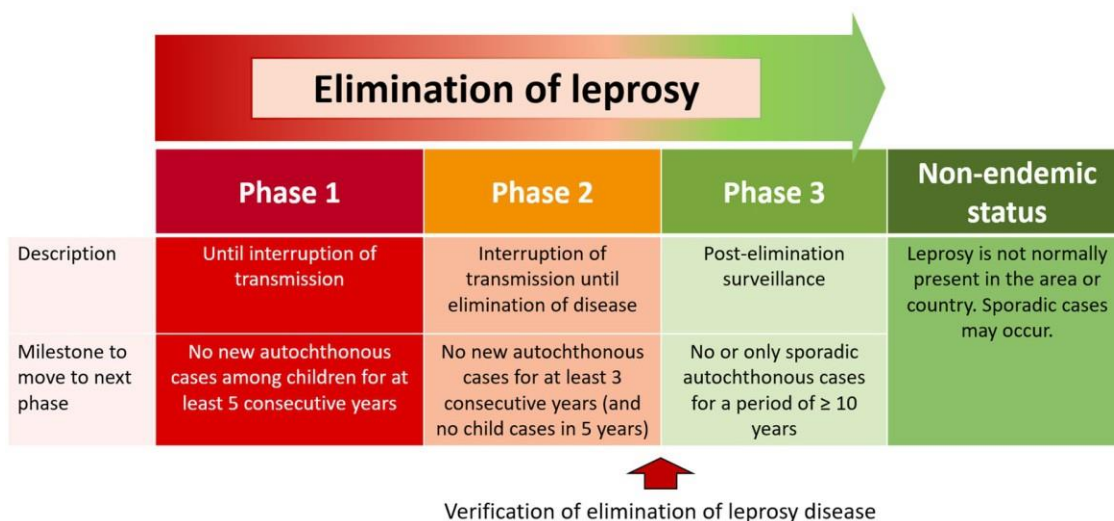 Elimination of leprosy
Phase 1
Phase 2
Phase 3
Non-endemic
status
Description
Until interruption of
transmission
Interruption of
transmission until
elimination of disease
Post-elimination
surveillance
Leprosy is not normally
present in the area or
country. Sporadic cases
may occur.
Milestone to
move to next
phase
No new autochthonous
cases among children for at
least 5 consecutive years
No new autochthonous
cases for at least 3
consecutive years (and
no child cases in 5 years)
No or only sporadic
autochthonous cases
for a period of ≥ 10
years
Verification of elimination of leprosy disease